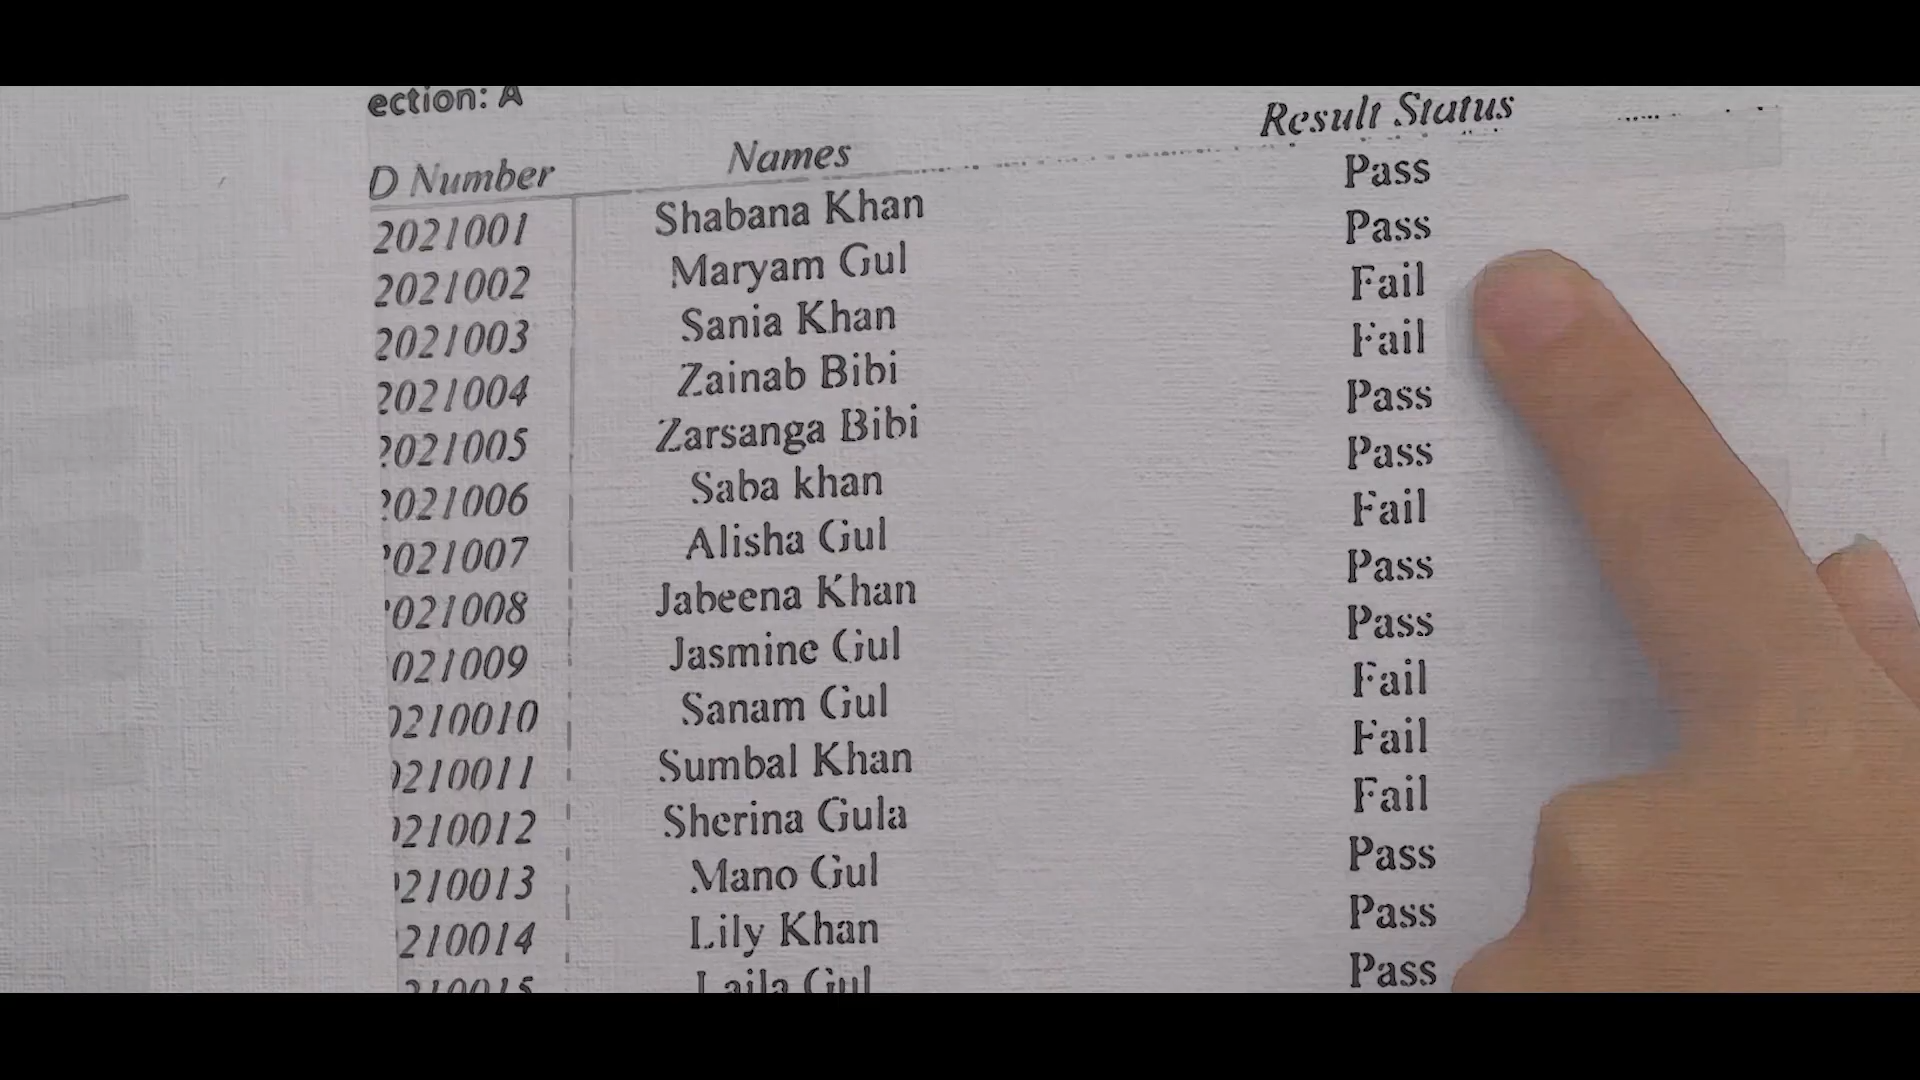 ection: A
D Number Names Result Status
2021001 Shabana Khan Pass
2021002 Maryam Gul Pass
2021003 Sania Khan Fail
2021004 Zainab Bibi Fail
2021005 Zarsanga Bibi Pass
2021006 Saba khan Pass
021007 Alisha Gul Fail
021008 Jabeena Khan Pass
021009 Jasmine Gul Pass
0210010 Sanam Gul Fail
0210011 Sumbal Khan Fail
0210012 Sherina Gula Fail
210013 Mano Gul Pass
210014 Lily Khan Pass
210015 Laila Gul Pass